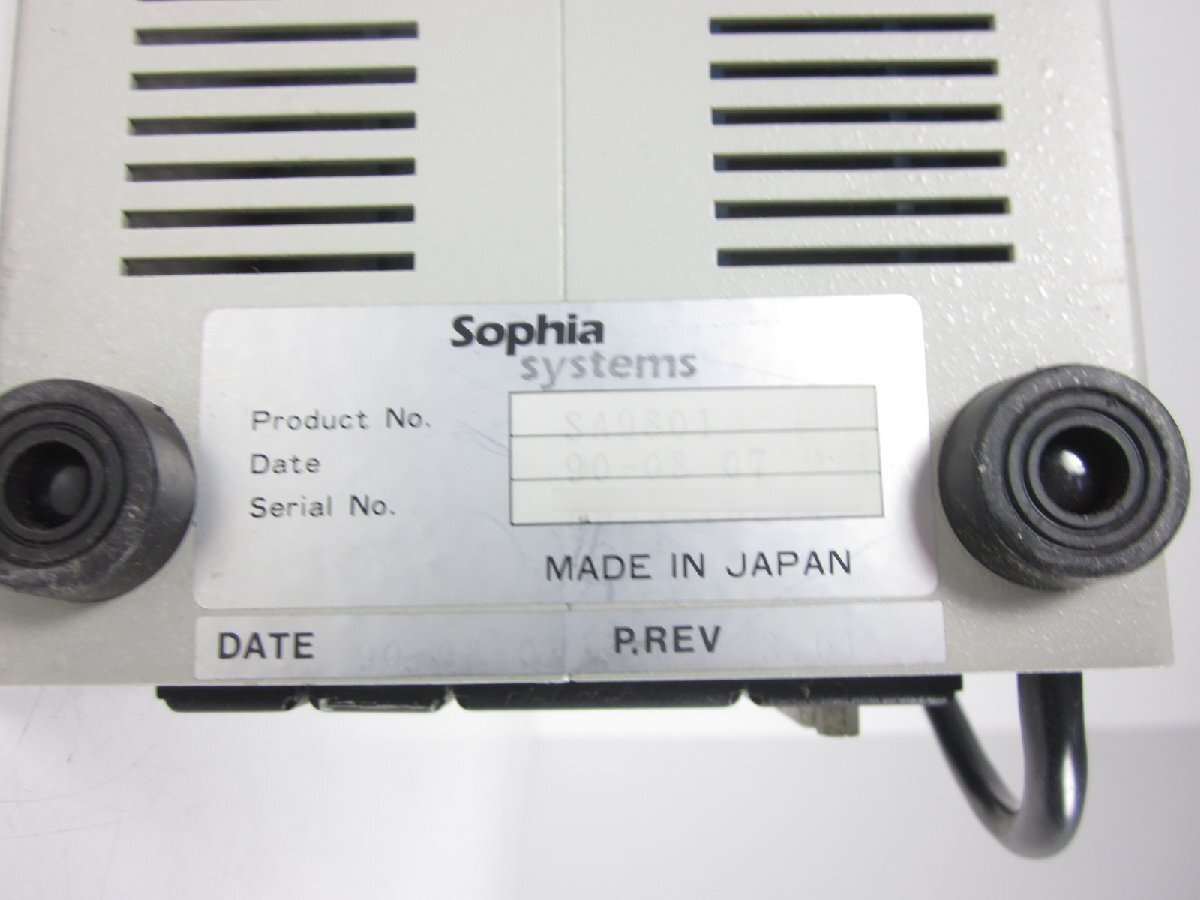 Sophia
systems
Product No. SA9801
Date 90-08-07
Serial No.
MADE IN JAPAN
DATE P.REV